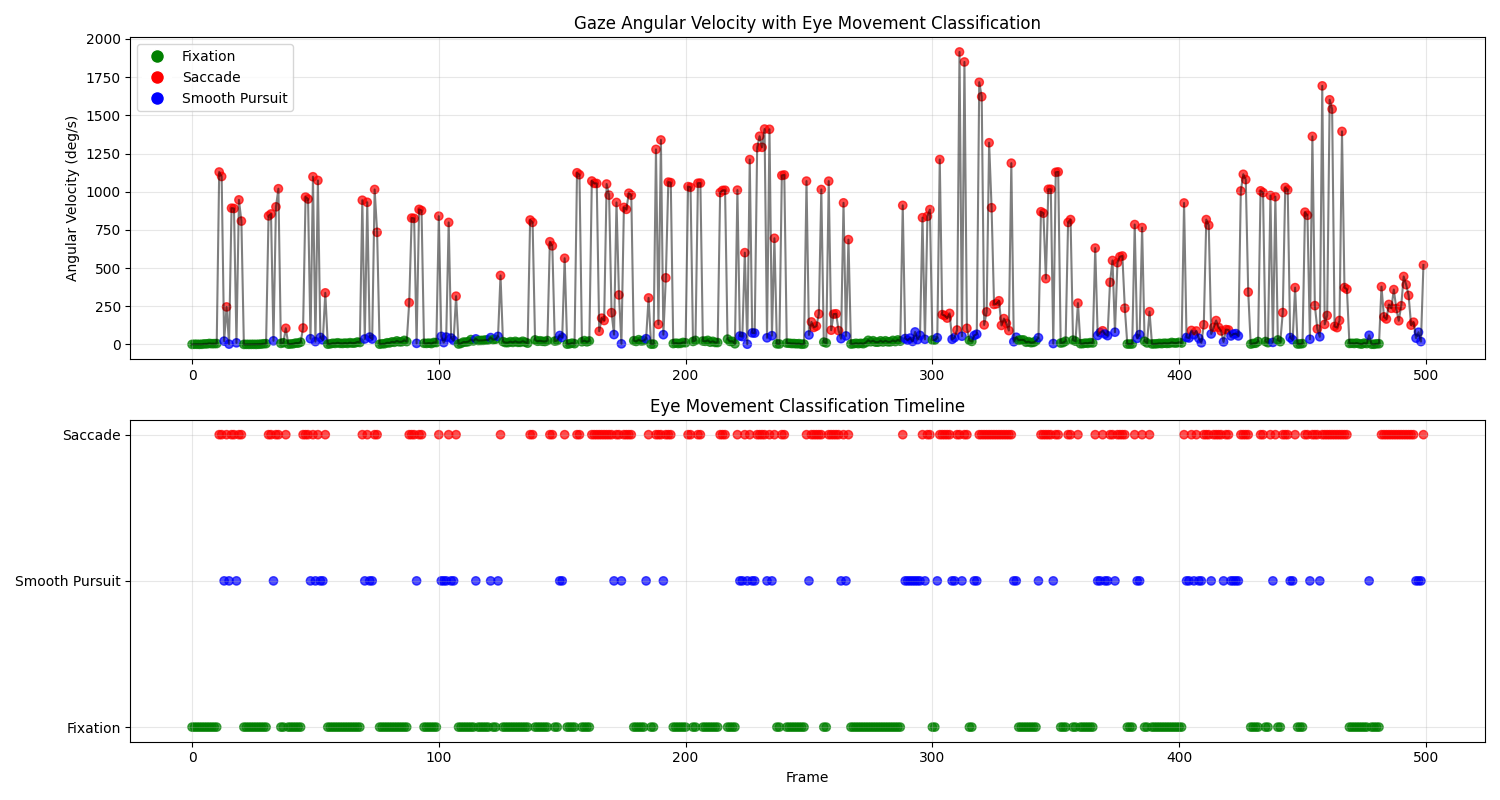 Gaze Angular Velocity with Eye Movement Classification
Angular Velocity (deg/s)
2000
1750
1500
1250
1000
750
500
250
0
Fixation
Saccade
Smooth Pursuit
0 100 200 300 400 500
Eye Movement Classification Timeline
Saccade
Smooth Pursuit
Fixation
0 100 200 300 400 500
Frame